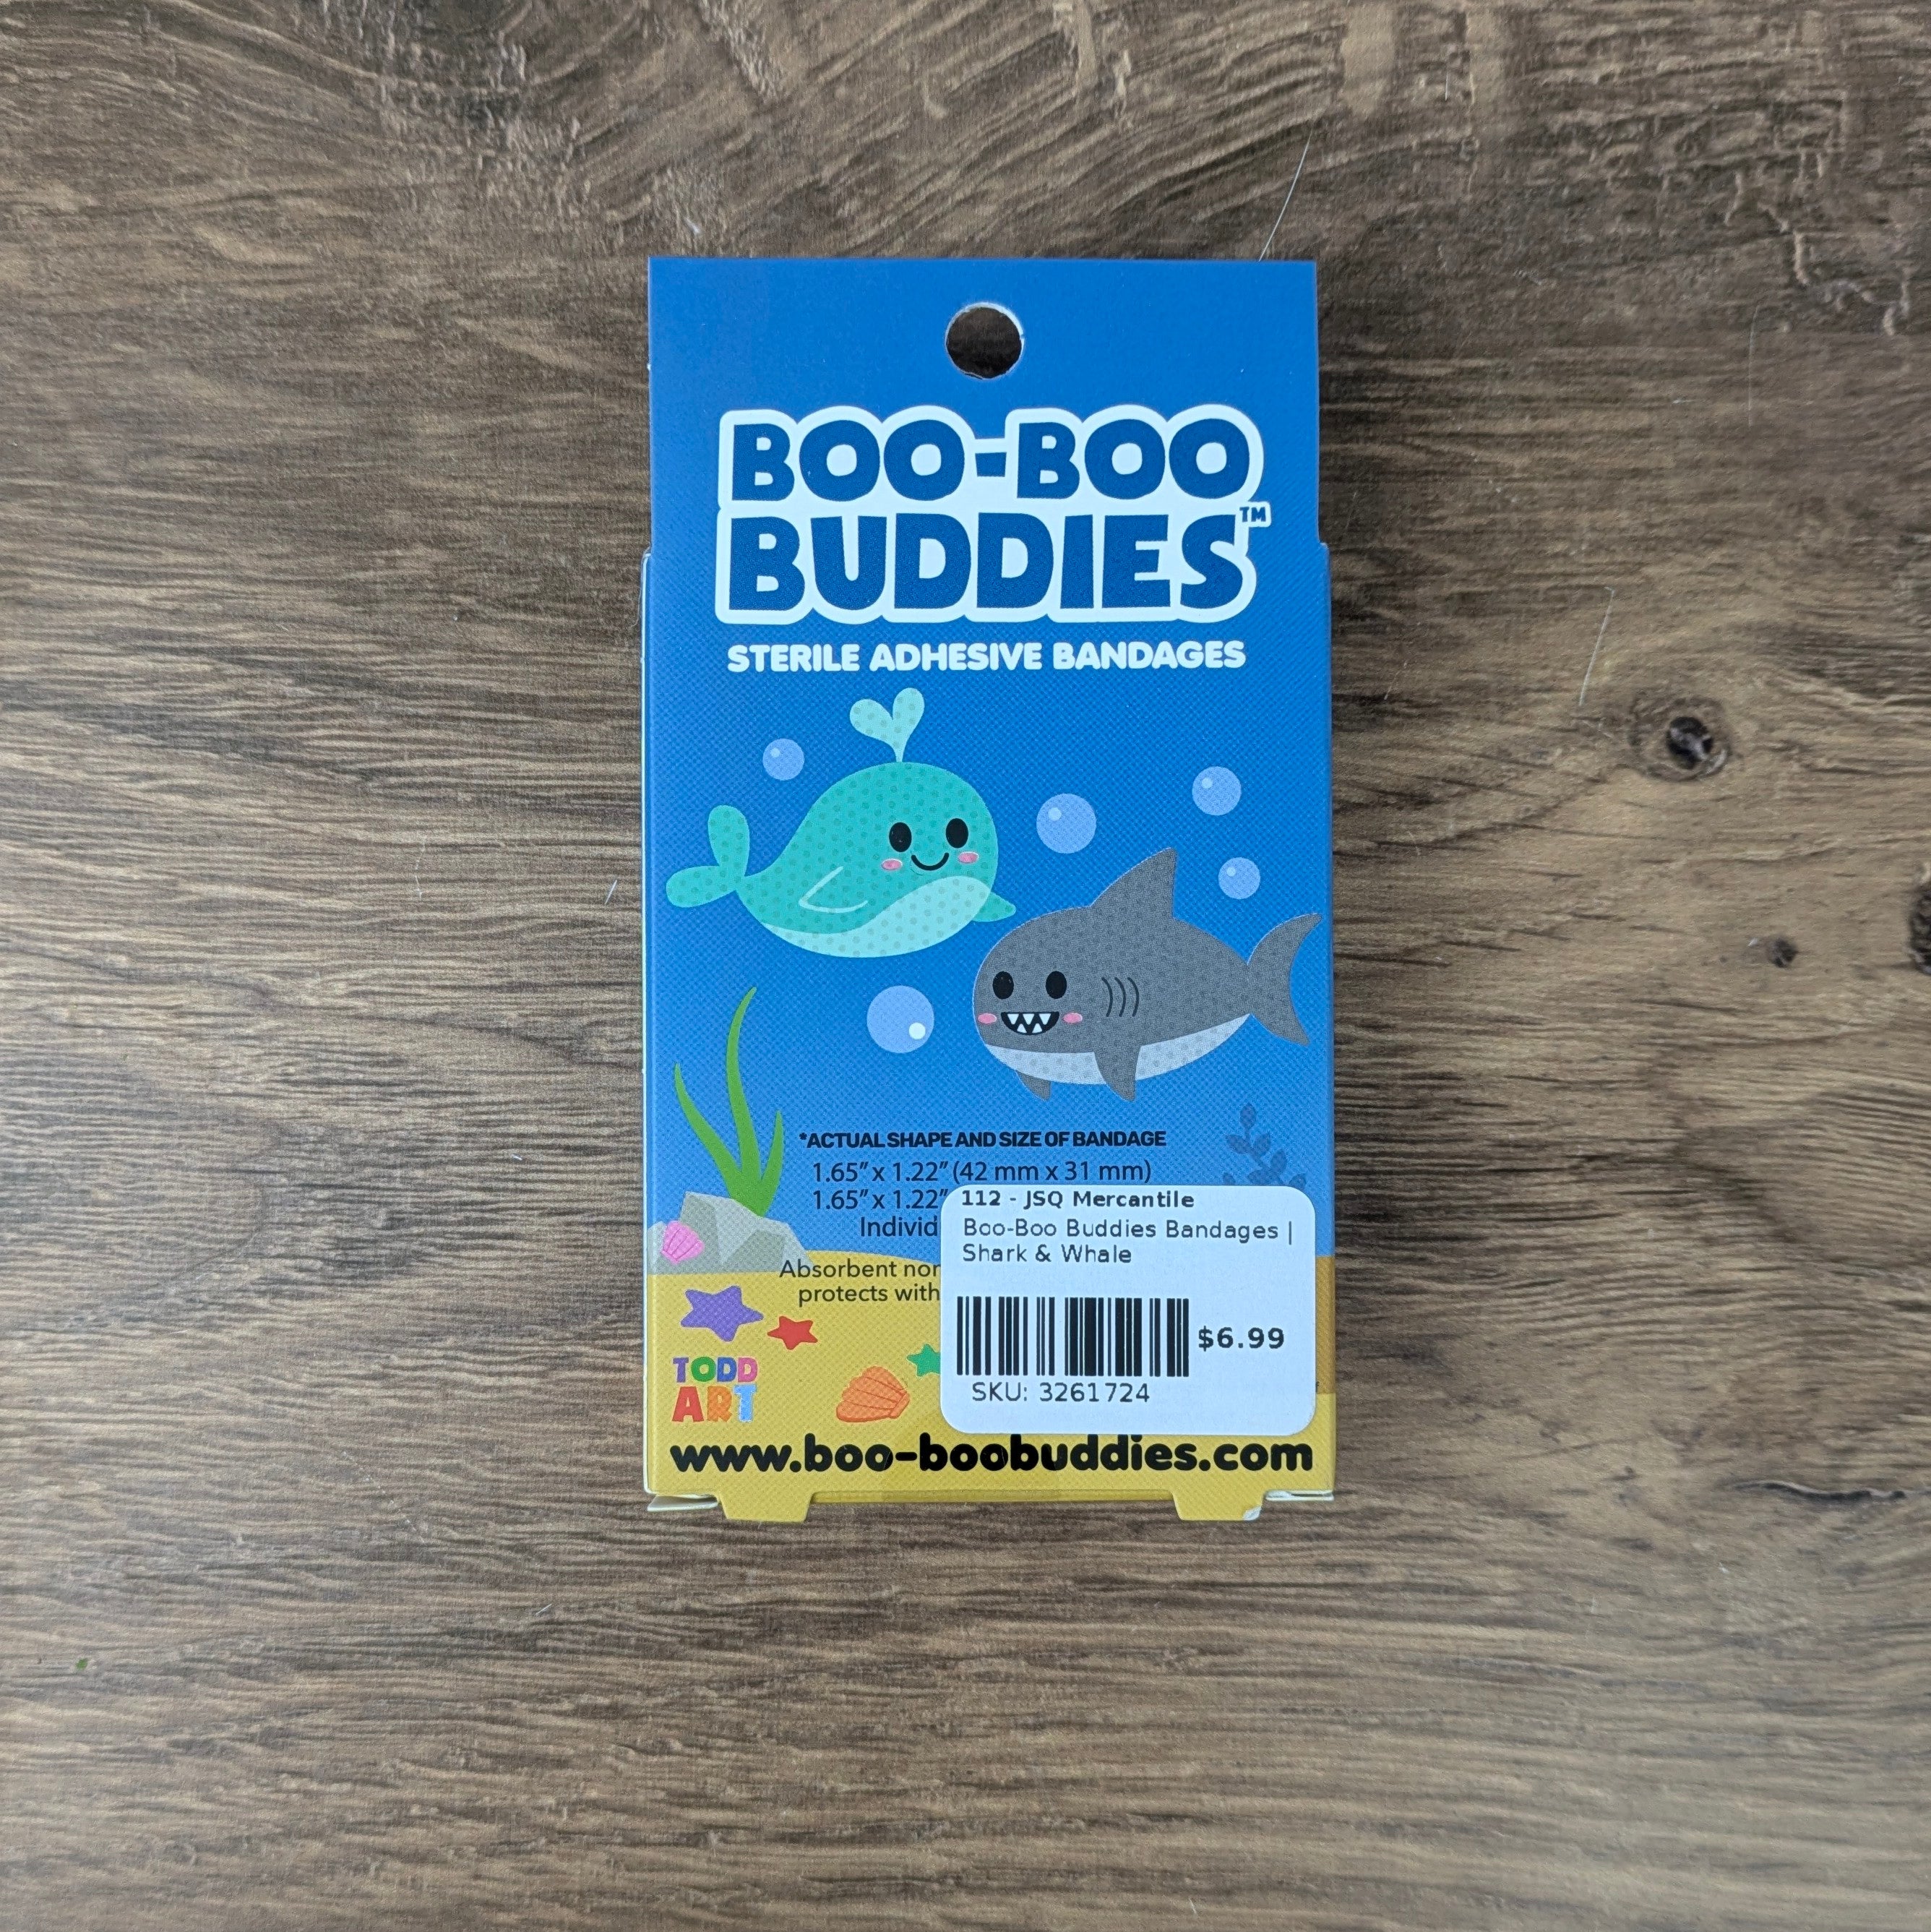 BOO-BOO
BUDDIES™
STERILE ADHESIVE BANDAGES
*ACTUAL SHAPE AND SIZE OF BANDAGE
1.65” x 1.22” (42 mm x 31 mm)
1.65” x 1.22”
Individ
Absorbent non
protects with
112 - JSQ Mercantile
Boo-Boo Buddies Bandages |
Shark & Whale
$6.99
SKU: 3261724
TODD
ART
www.boo-boobuddies.com